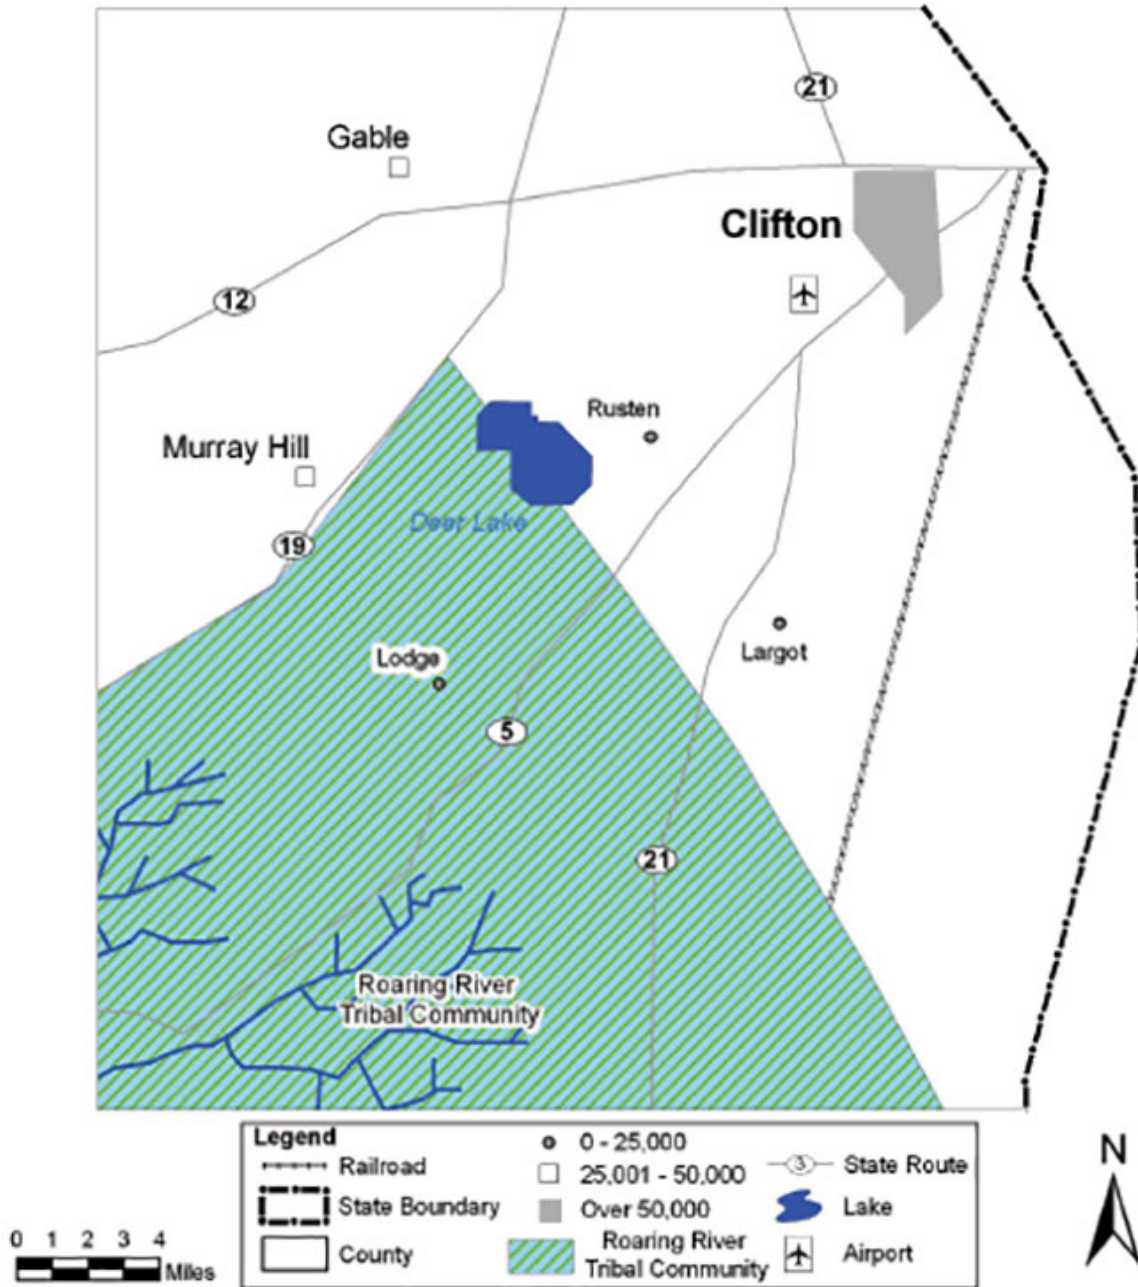 21
Gable
Clifton
12
Rusten
Murray Hill
Deer Lake
19
Lodge
Largot
5
21
Roaring River
Tribal Community
Legend
Railroad
State Boundary
County
0 - 25,000
25,001 - 50,000
Over 50,000
Roaring River
Tribal Community
3 State Route
Lake
Airport
0 1 2 3 4
Miles
N